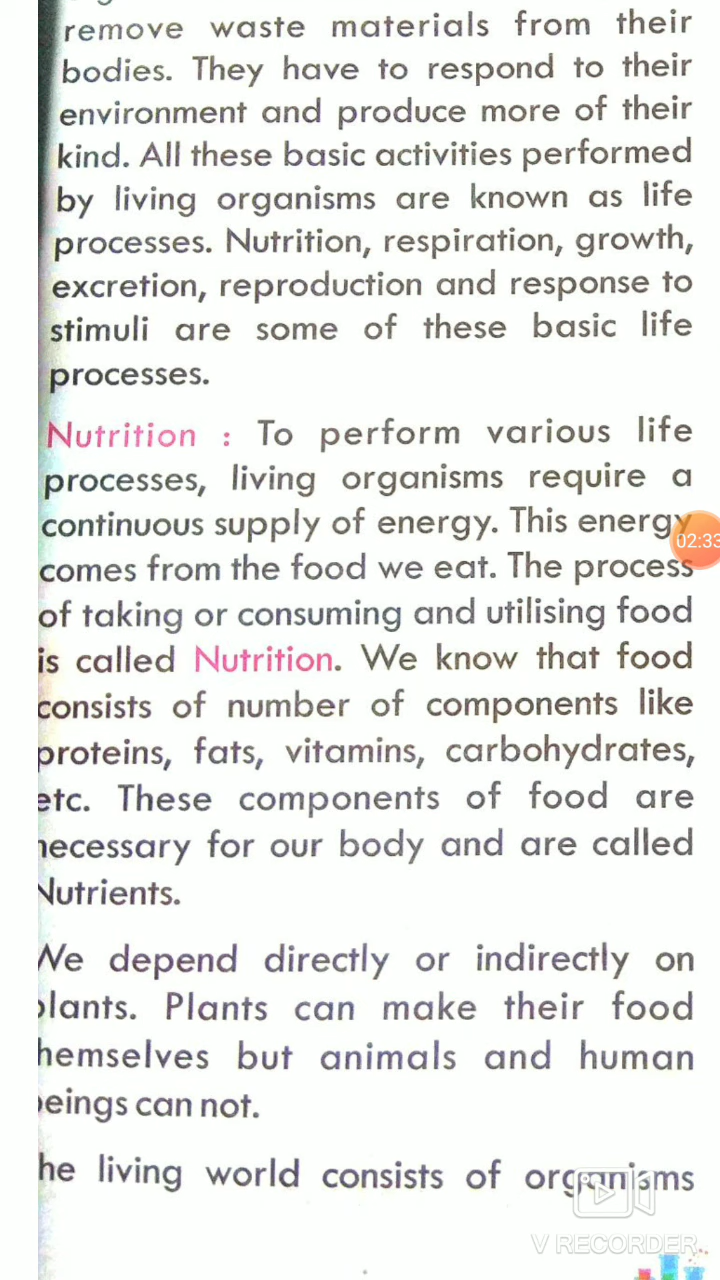 remove waste materials from their
bodies. They have to respond to their
environment and produce more of their
kind. All these basic activities performed
by living organisms are known as life
processes. Nutrition, respiration, growth,
excretion, reproduction and response to
stimuli are some of these basic life
processes.
Nutrition : To perform various life
processes, living organisms require a
continuous supply of energy. This energy
02:33
comes from the food we eat. The process
of taking or consuming and utilising food
is called Nutrition. We know that food
consists of number of components like
proteins, fats, vitamins, carbohydrates,
etc. These components of food are
necessary for our body and are called
Nutrients.
We depend directly or indirectly on
plants. Plants can make their food
hemselves but animals and human
eings can not.
he living world consists of organisms
V RECORDER